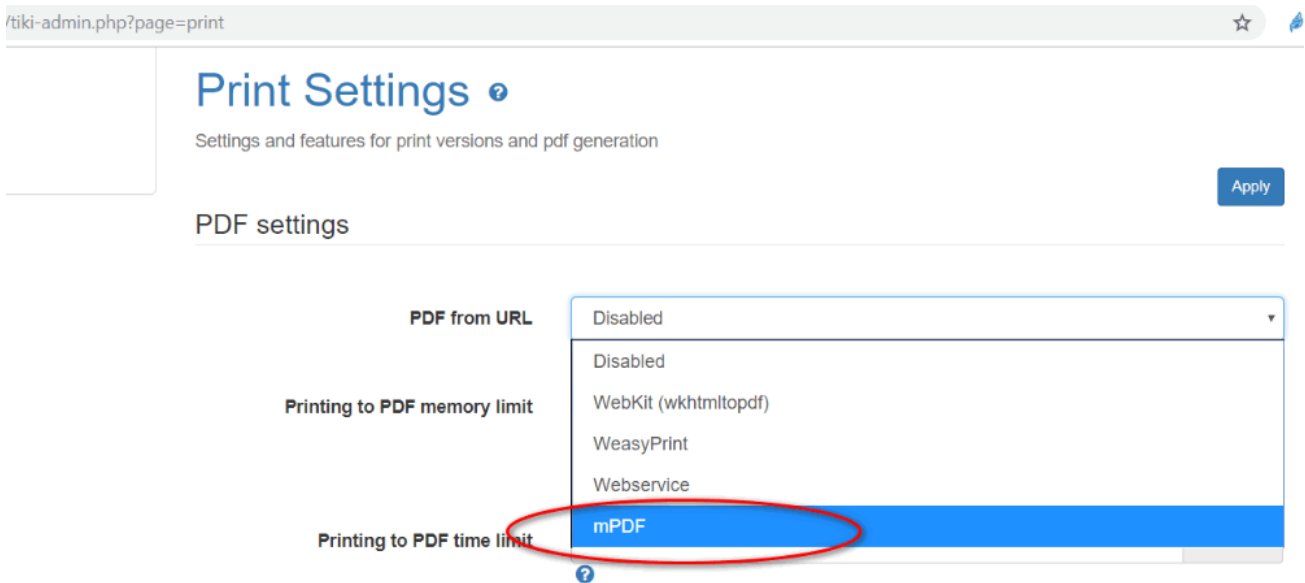 /tiki-admin.php?page=print
Print Settings ?
Settings and features for print versions and pdf generation
Apply
PDF settings
PDF from URL
Disabled
Disabled
WebKit (wkhtmltopdf)
Printing to PDF memory limit
WeasyPrint
Webservice
mPDF
Printing to PDF time limit
?